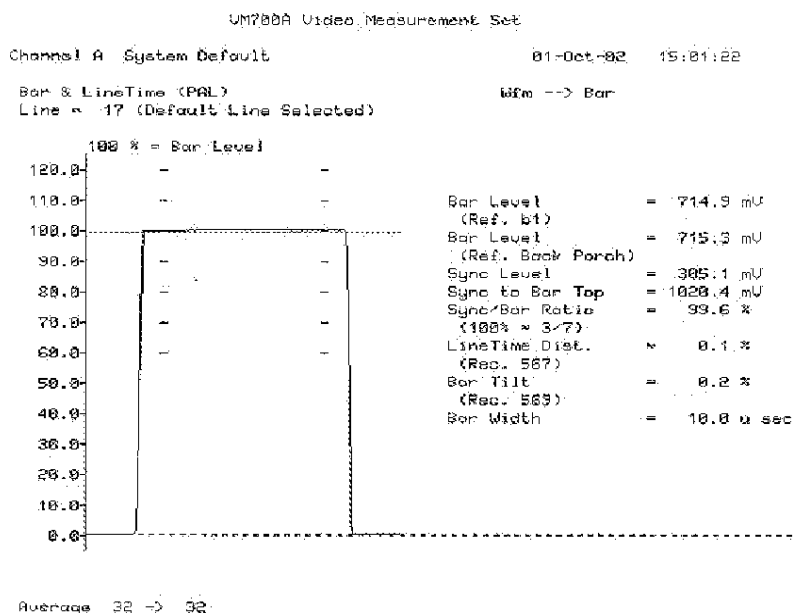 VM700A Video Measurement Set
Channel A System Default 01-Oct-02 15:01:22
Bar & LineTime (PAL) Wfm --> Bar
Line = 17 (Default Line Selected)
100 % = Bar Level
120.0
110.0
100.0
90.0
80.0
70.0
60.0
50.0
40.0
30.0
20.0
10.0
0.0
Bar Level = 714.9 mV
(Ref. b1)
Bar Level = 715.3 mV
(Ref. Back Porch)
Sync Level = 305.1 mV
Sync to Bar Top = 1020.4 mV
Sync/Bar Ratio = 99.6 %
(100% = 3/7)
LineTime Dist. = 0.1 %
(Rec. 567)
Bar Tilt = 0.2 %
(Rec. 569)
Bar Width = 10.0 u sec
Average 32 -> 32